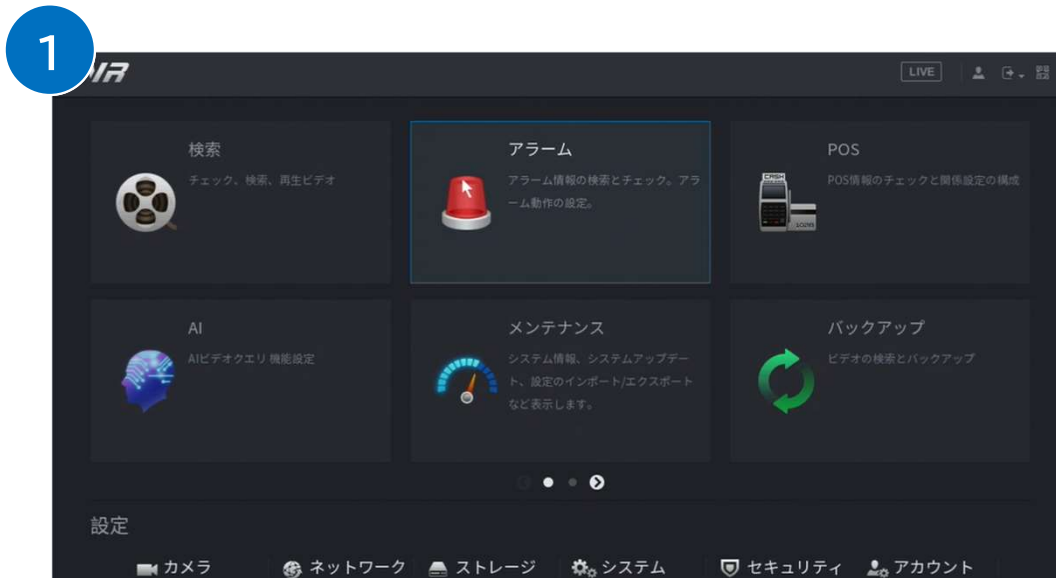 1
LIVE
検索
チェック、検索、再生ビデオ
アラーム
アラーム情報の検索とチェック。アラ
ーム動作の設定。
POS
POS情報のチェックと関係設定の構成
CASH
AI
AIビデオクエリ 機能設定
メンテナンス
システム情報、システムアップデー
ト、設定のインポート/エクスポート
など表示します。
バックアップ
ビデオの検索とバックアップ
設定
カメラ
ネットワーク
ストレージ
システム
セキュリティ
アカウント